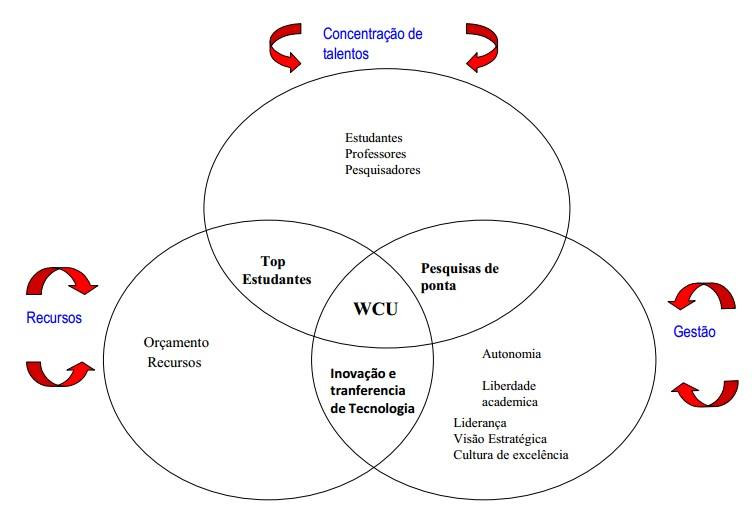 Concentração de
talentos
Estudantes
Professores
Pesquisadores
Top
Estudantes
Pesquisas de
ponta
WCU
Recursos
Gestão
Orçamento
Recursos
Inovação e
tranferencia
de Tecnologia
Autonomia
Liberdade
academica
Liderança
Visão Estratégica
Cultura de excelência